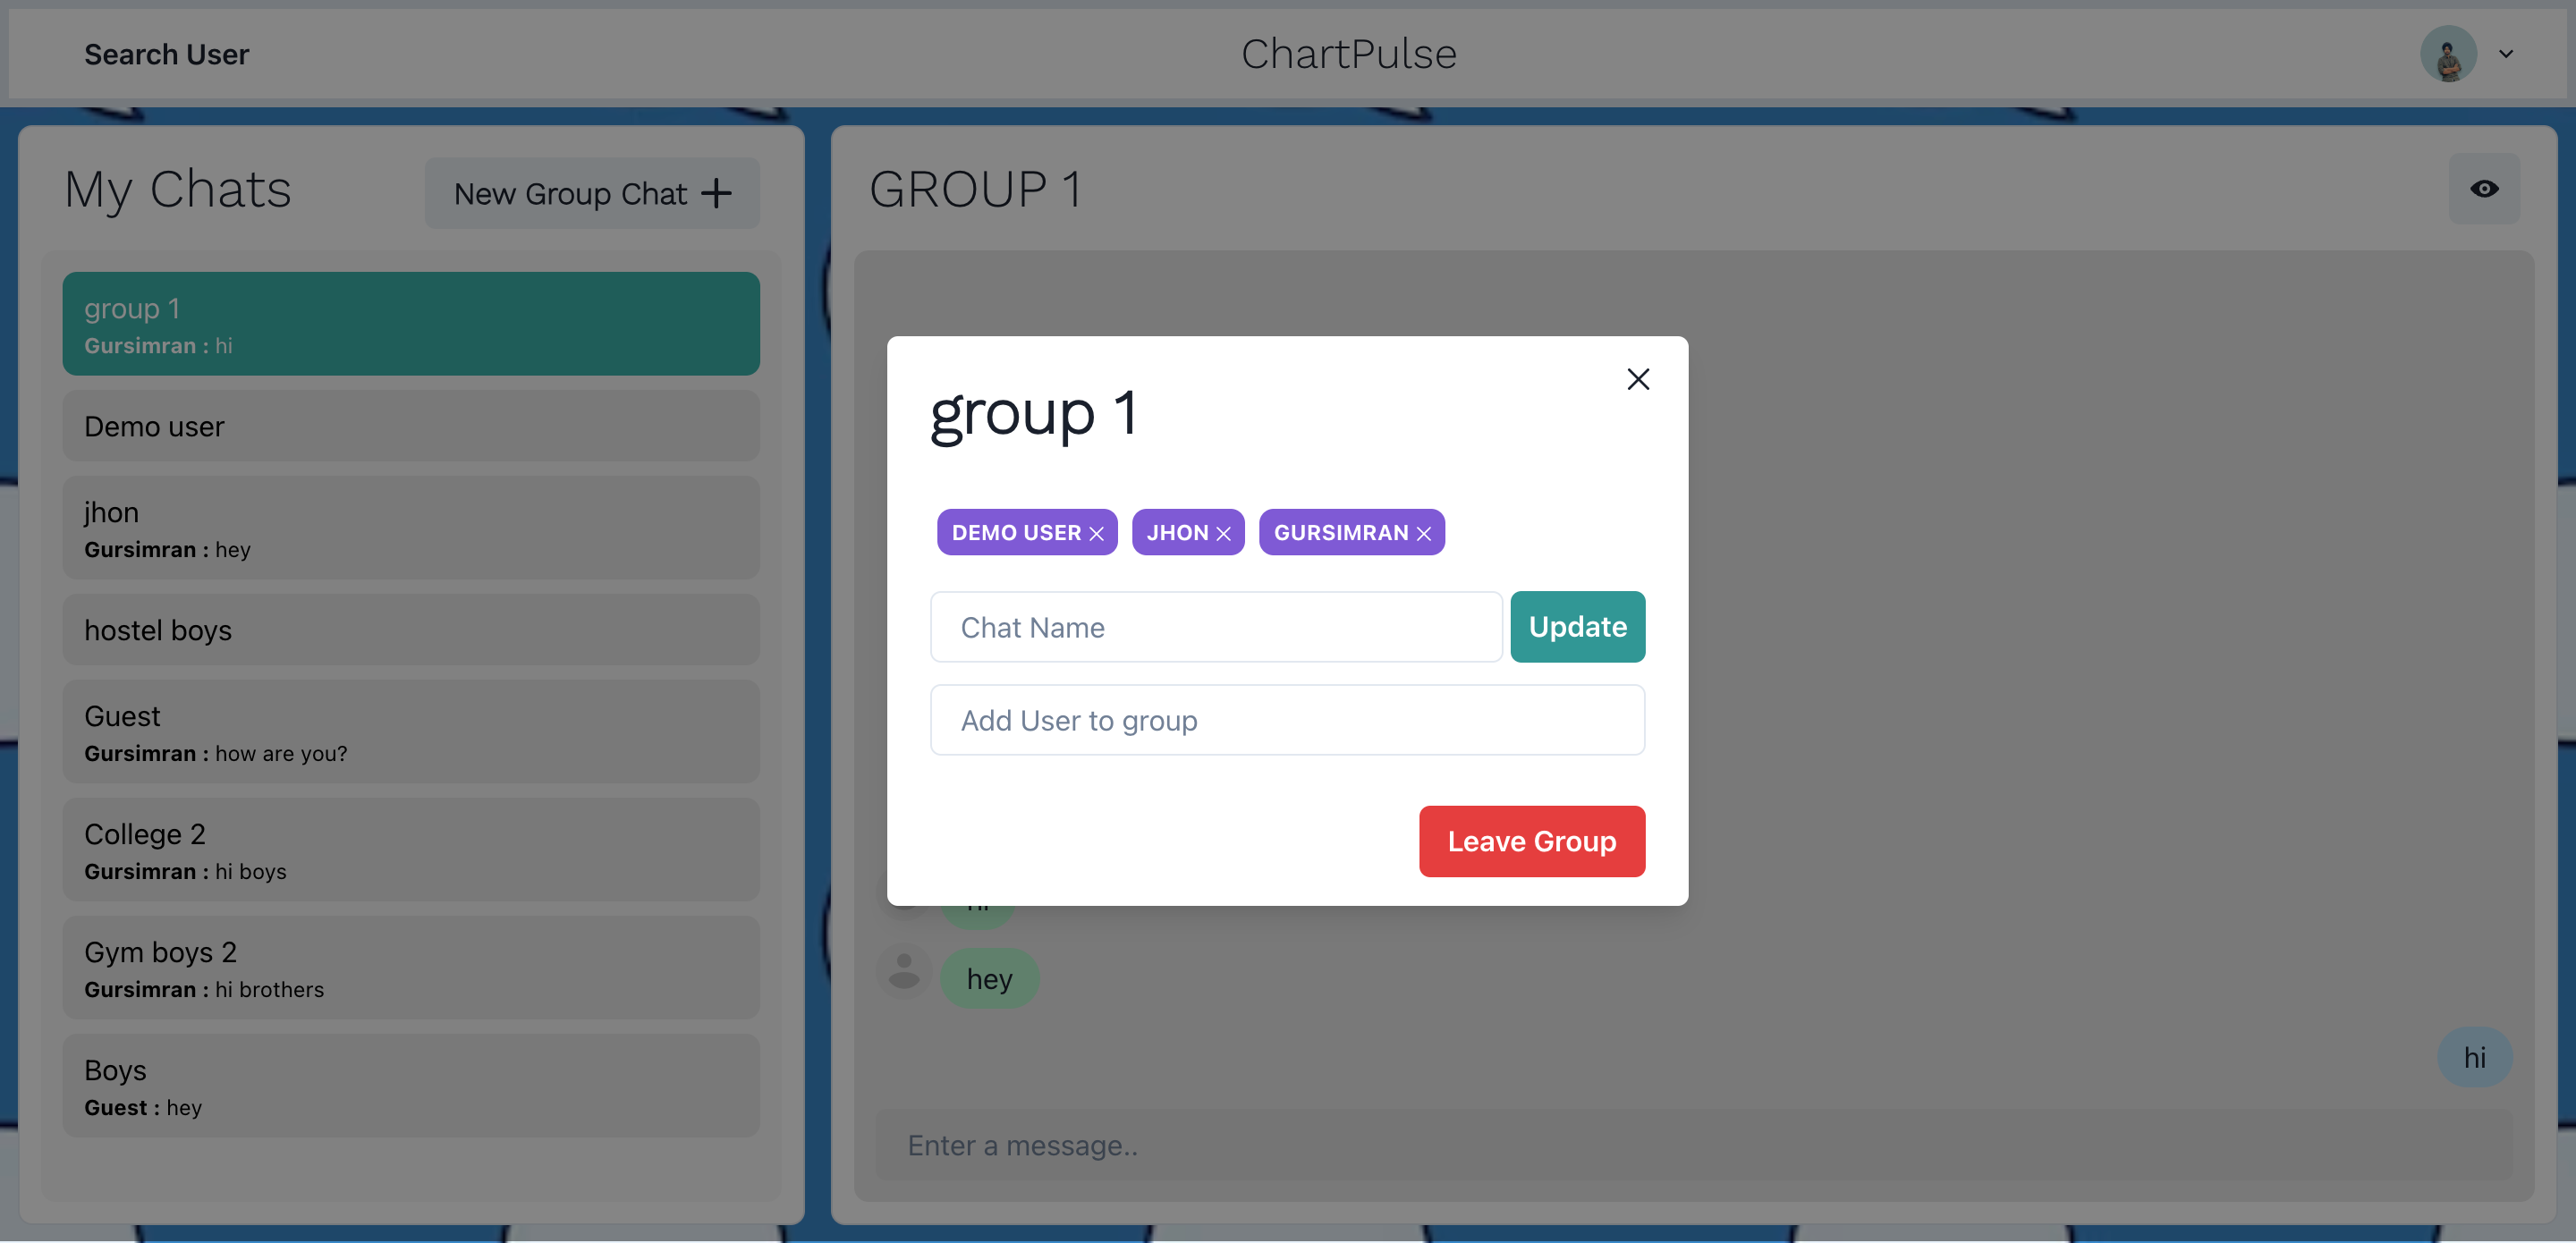 Search User
ChartPulse
My Chats
New Group Chat
group 1
Gursimran : hi
Demo user
jhon
Gursimran : hey
hostel boys
Guest
Gursimran : how are you?
College 2
Gursimran : hi boys
Gym boys 2
Gursimran : hi brothers
Boys
Guest : hey
GROUP 1
group 1
DEMO USER
JHON
GURSIMRAN
Chat Name
Update
Add User to group
Leave Group
hey
hi
Enter a message..